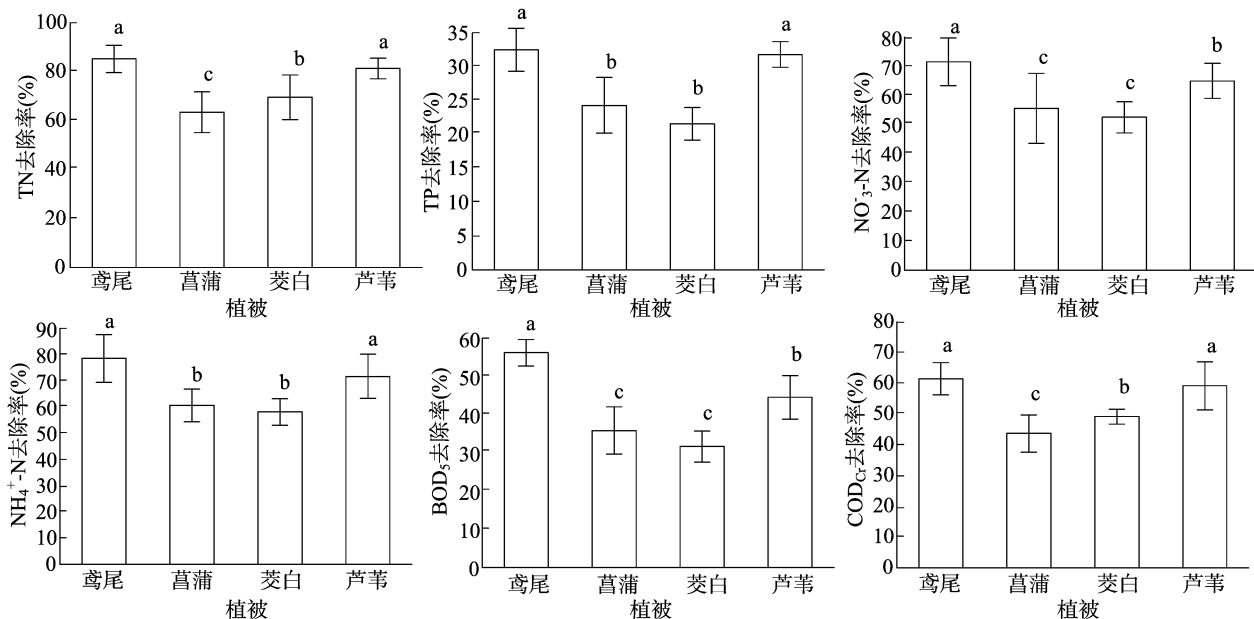 TN去除率(%)
100
80
60
40
20
0
a
c
b
a
鸢尾
菖蒲
茭白
芦苇
植被
TP去除率(%)
35
30
25
20
15
10
5
0
a
b
b
a
鸢尾
菖蒲
茭白
芦苇
植被
NO⁻₃-N去除率(%)
80
70
60
50
40
30
20
10
0
a
c
c
b
鸢尾
菖蒲
茭白
芦苇
植被
NH₄⁺-N去除率(%)
90
80
70
60
50
40
30
20
10
0
a
b
b
a
鸢尾
菖蒲
茭白
芦苇
植被
BOD₅去除率(%)
60
50
40
30
20
10
0
a
c
c
b
鸢尾
菖蒲
茭白
芦苇
植被
COD_Cr去除率(%)
80
70
60
50
40
30
20
10
0
a
c
b
a
鸢尾
菖蒲
茭白
芦苇
植被